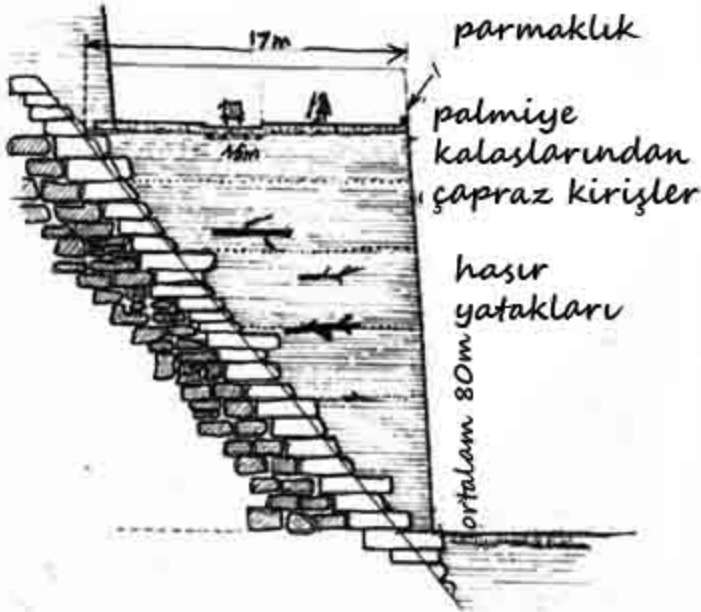 17m
parmaklık
palmiye
kalaslarından
çapraz kirişler
16m
hasır
yatakları
ortalam 80m